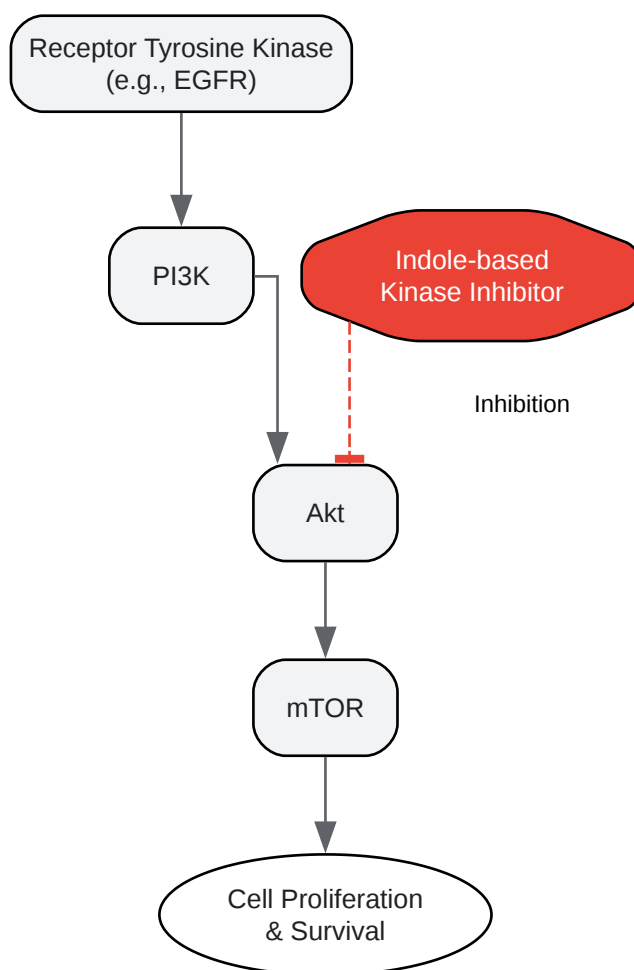 Receptor Tyrosine Kinase
(e.g., EGFR)
PI3K
Indole-based
Kinase Inhibitor
Inhibition
Akt
mTOR
Cell Proliferation
& Survival